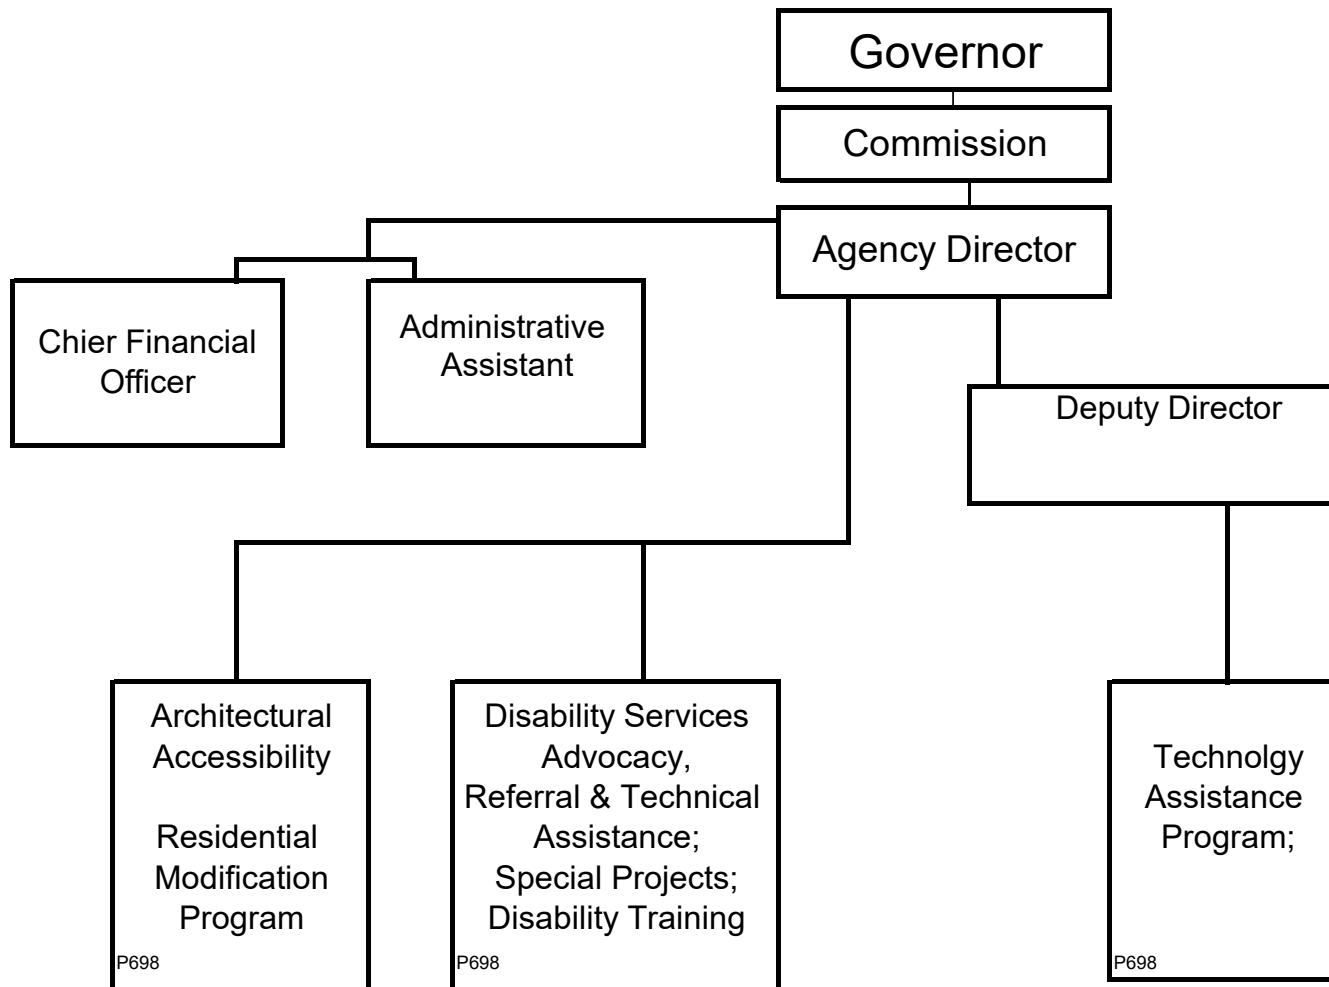 Governor
Commission
Agency Director
Chier Financial
Officer
Administrative
Assistant
Deputy Director
Architectural
Accessibility
Residential
Modification
Program
P698
Disability Services
Advocacy,
Referral & Technical
Assistance;
Special Projects;
Disability Training
P698
Technolgy
Assistance
Program;
P698